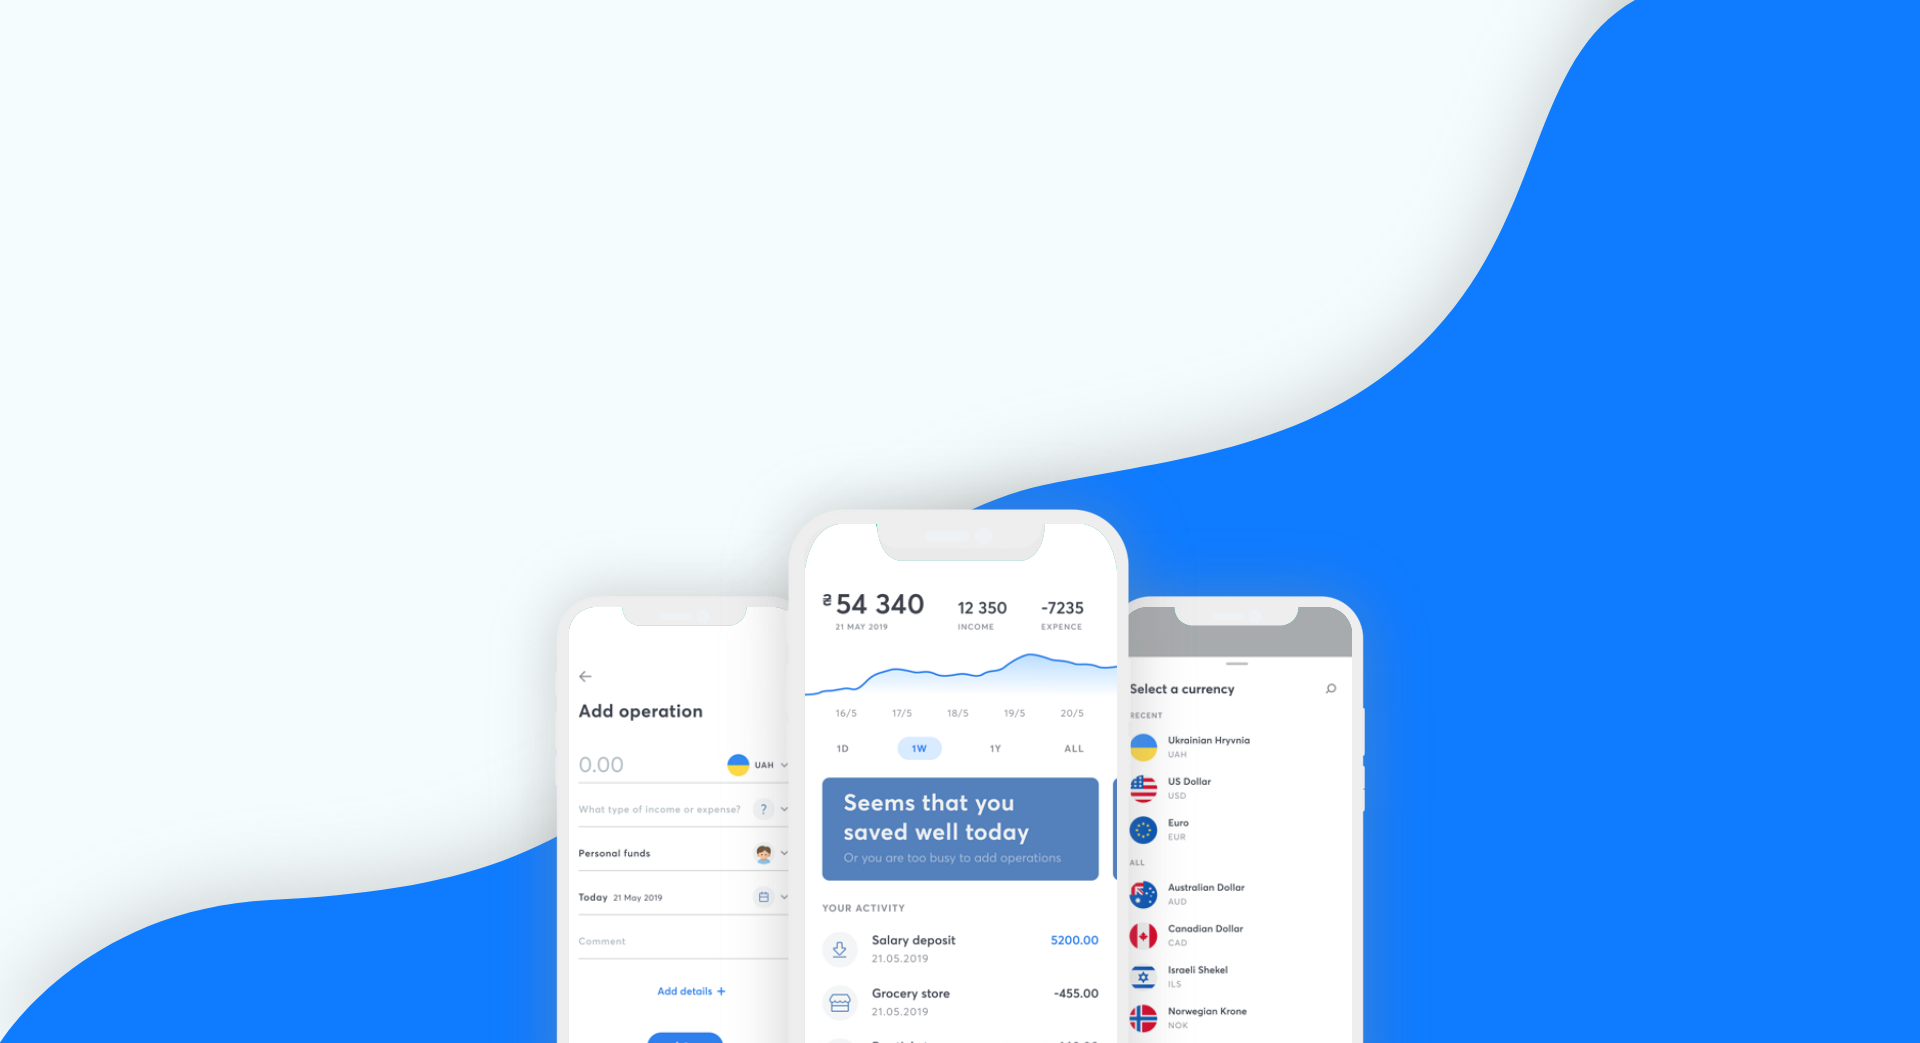 Add operation
0.00
UAH
What type of income or expense?
?
Personal funds
Today 21 May 2019
Comment
Add details +
₴ 54 340
21 MAY 2019
12 350
INCOME
-7235
EXPENCE
16/5 17/5 18/5 19/5 20/5
1D 1W 1Y ALL
Seems that you
saved well today
Or you are too busy to add operations
YOUR ACTIVITY
Salary deposit 5200.00
21.05.2019
Grocery store -455.00
21.05.2019
Select a currency
RECENT
Ukrainian Hryvnia
UAH
US Dollar
USD
Euro
EUR
ALL
Australian Dollar
AUD
Canadian Dollar
CAD
Israeli Shekel
ILS
Norwegian Krone
NOK